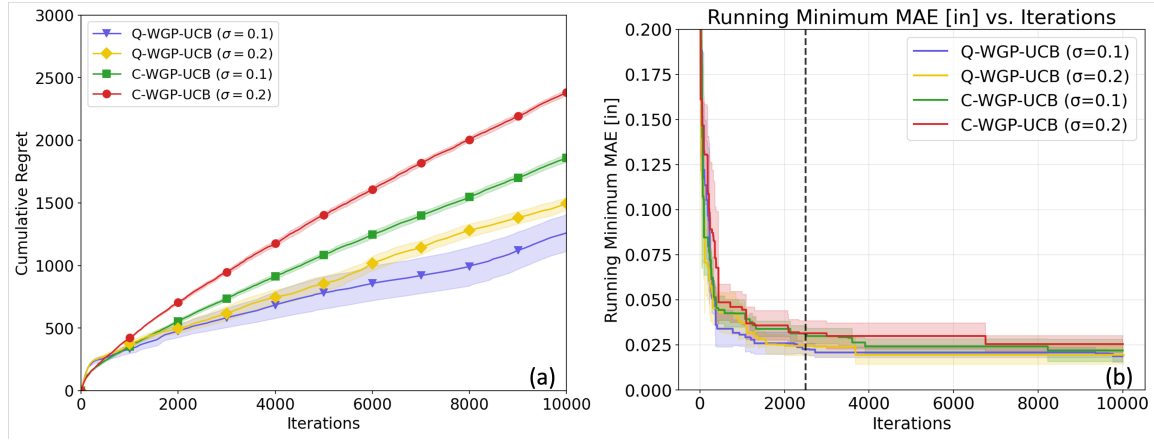 3000
2500
2000
1500
1000
500
0
Cumulative Regret
Q-WGP-UCB (σ = 0.1)
Q-WGP-UCB (σ = 0.2)
C-WGP-UCB (σ = 0.1)
C-WGP-UCB (σ = 0.2)
(a)
0 2000 4000 6000 8000 10000
Iterations
Running Minimum MAE [in] vs. Iterations
0.200
0.175
0.150
0.125
0.100
0.075
0.050
0.025
0.000
Running Minimum MAE [in]
Q-WGP-UCB (σ=0.1)
Q-WGP-UCB (σ=0.2)
C-WGP-UCB (σ=0.1)
C-WGP-UCB (σ=0.2)
(b)
0 2000 4000 6000 8000 10000
Iterations